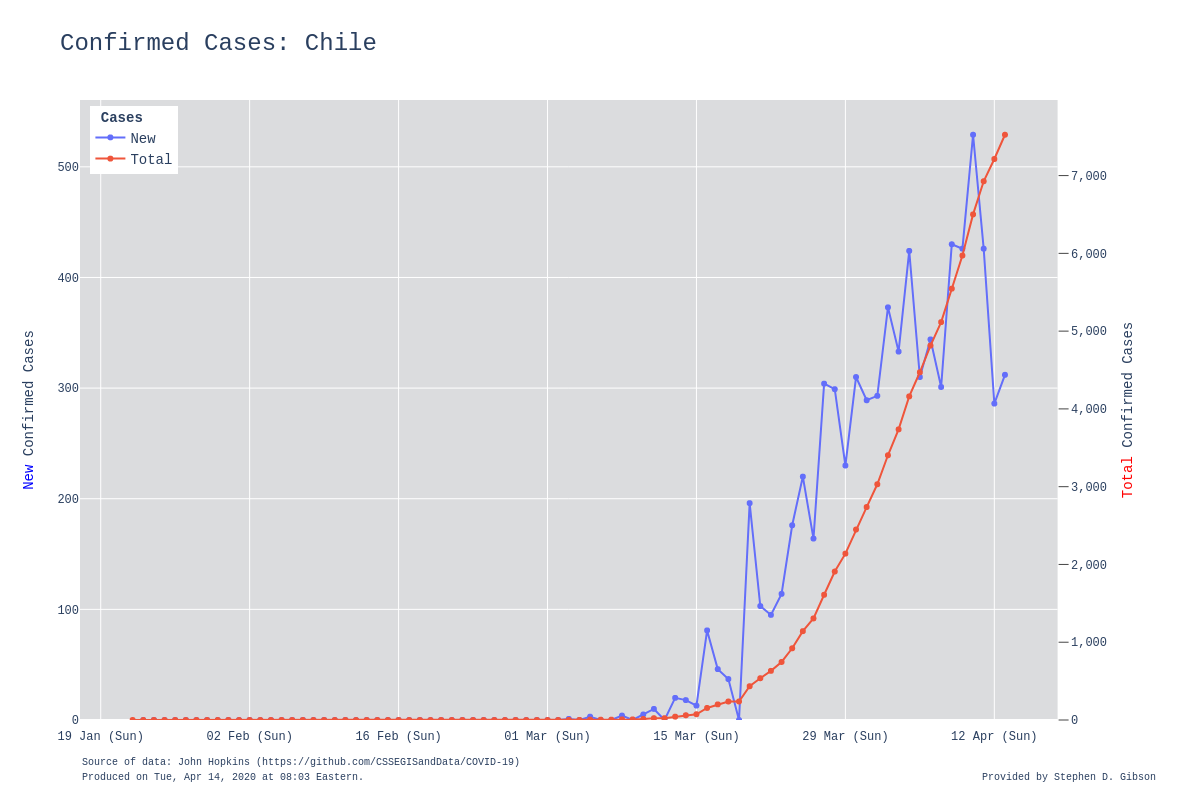 Confirmed Cases: Chile
Cases
New
Total
500
400
300
200
100
0
7,000
6,000
5,000
4,000
3,000
2,000
1,000
0
New Confirmed Cases
Total Confirmed Cases
19 Jan (Sun)
02 Feb (Sun)
16 Feb (Sun)
01 Mar (Sun)
15 Mar (Sun)
29 Mar (Sun)
12 Apr (Sun)
Source of data: John Hopkins (https://github.com/CSSEGISandData/COVID-19)
Produced on Tue, Apr 14, 2020 at 08:03 Eastern.
Provided by Stephen D. Gibson